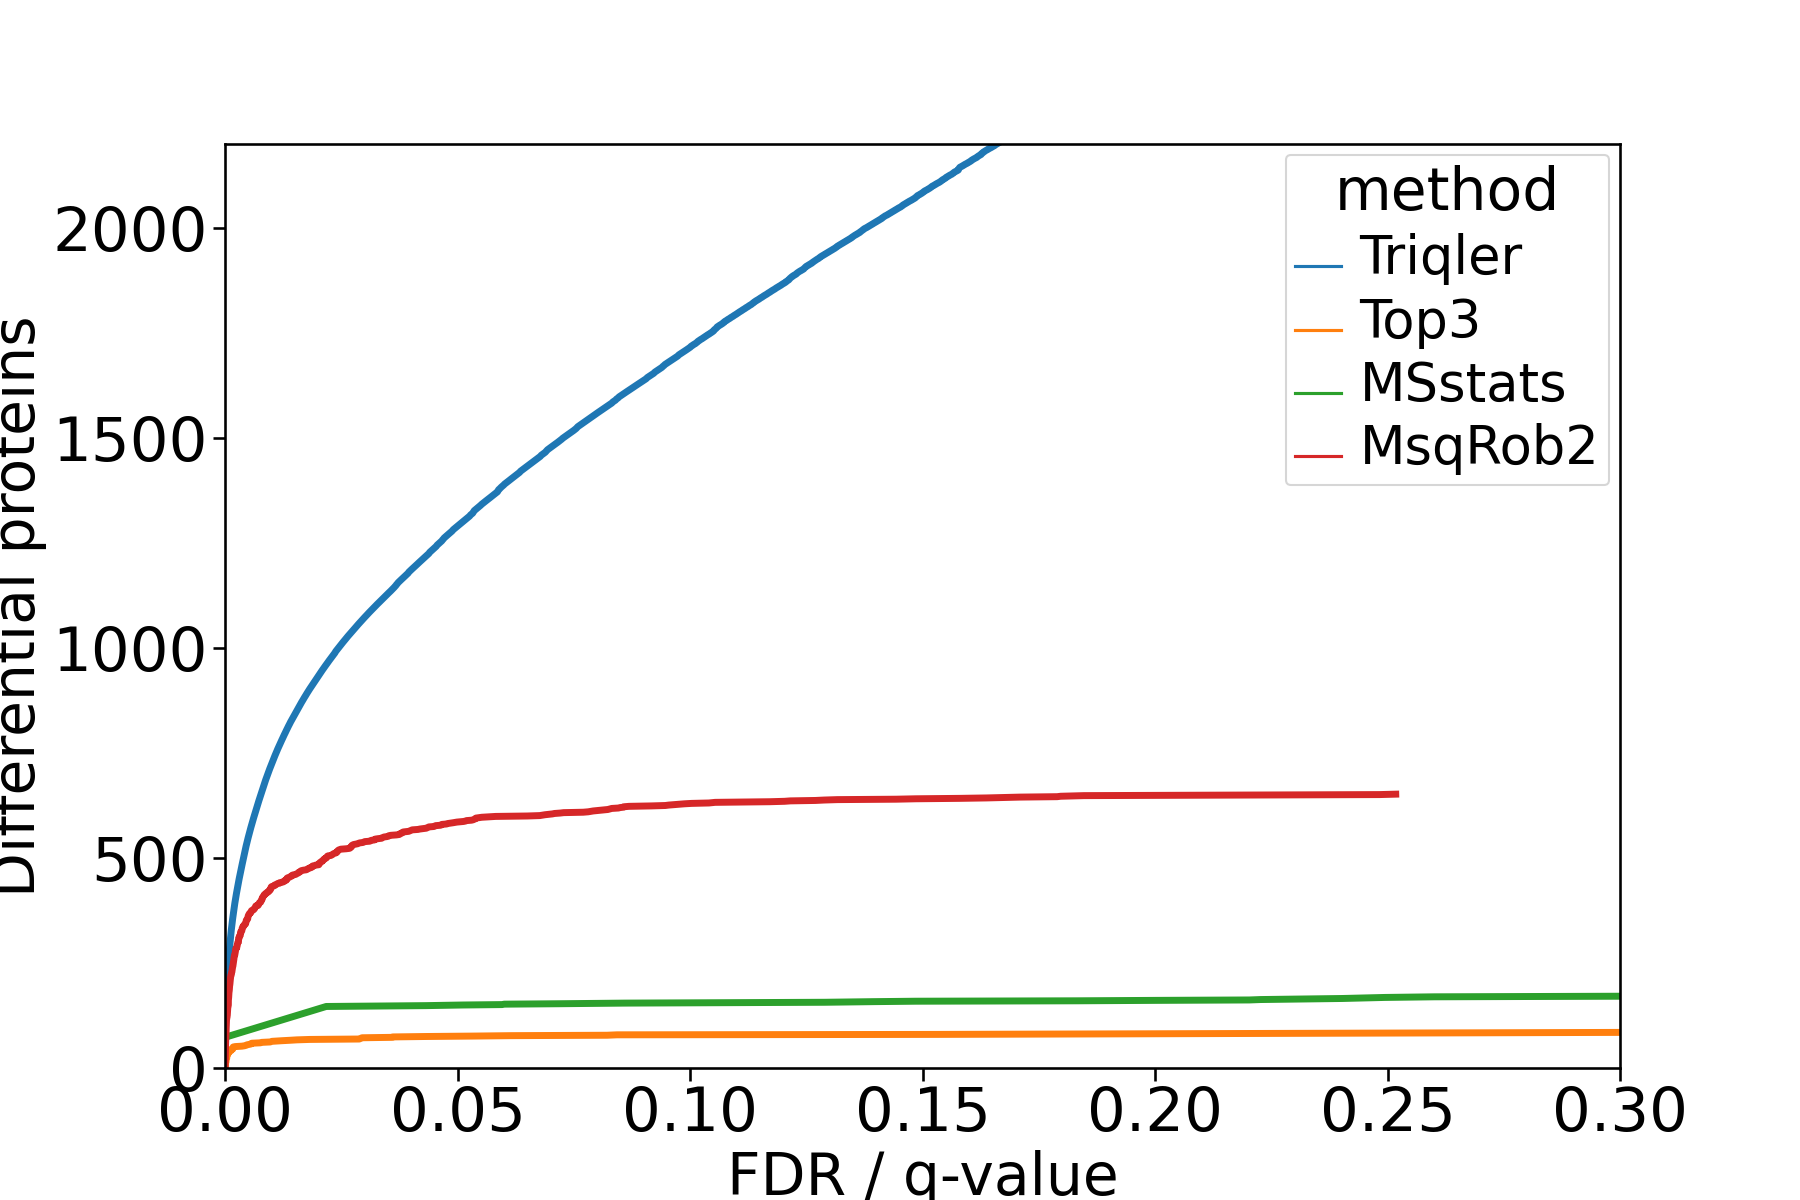 method
Triqler
Top3
MSstats
MsqRob2
2000
1500
1000
500
0
Differential proteins
0.00 0.05 0.10 0.15 0.20 0.25 0.30
FDR / q-value